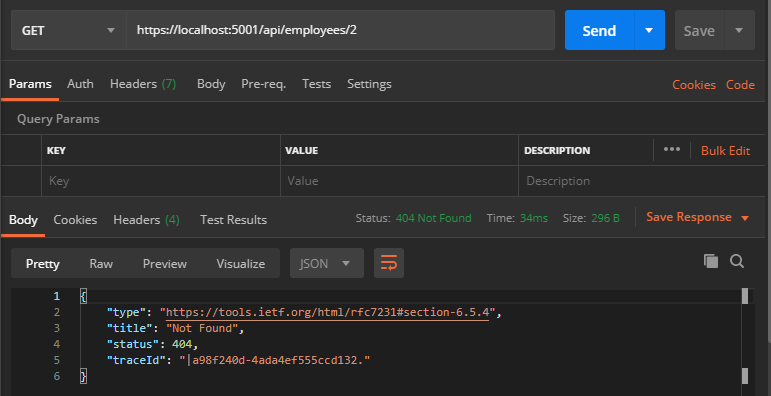 GET https://localhost:5001/api/employees/2 Send Save
Params Auth Headers (7) Body Pre-req. Tests Settings Cookies Code
Query Params
KEY VALUE DESCRIPTION ••• Bulk Edit
Key Value Description
Body Cookies Headers (4) Test Results Status: 404 Not Found Time: 34ms Size: 296 B Save Response
Pretty Raw Preview Visualize JSON
1 {
2 "type": "https://tools.ietf.org/html/rfc7231#section-6.5.4",
3 "title": "Not Found",
4 "status": 404,
5 "traceId": "|a98f240d-4ada4ef555ccd132."
6 }